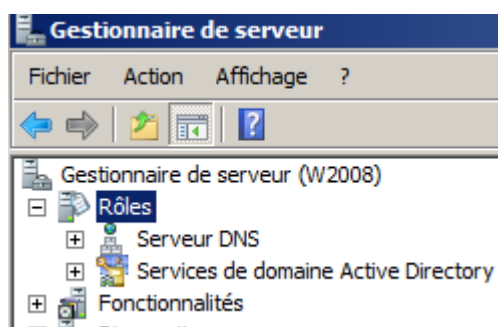 Gestionnaire de serveur
Fichier Action Affichage ?
Gestionnaire de serveur (W2008)
Rôles
Serveur DNS
Services de domaine Active Directory
Fonctionnalités